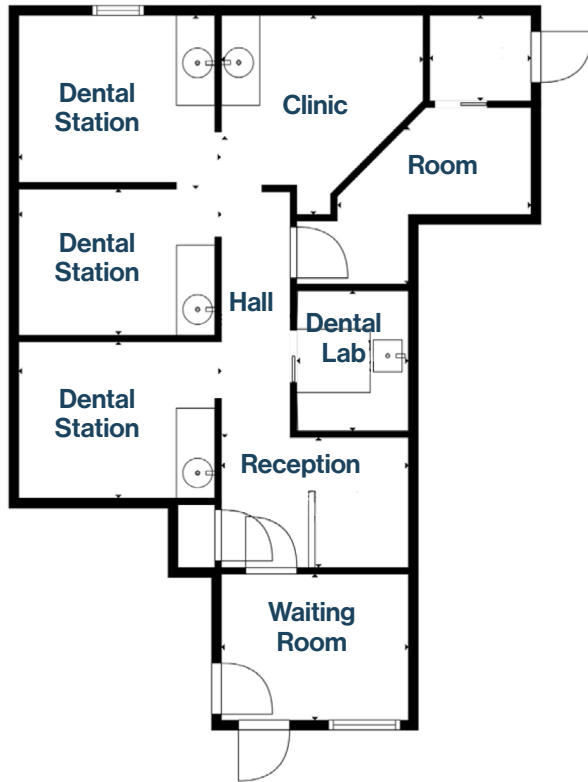 Dental
Station
Clinic
Room
Dental
Station
Hall
Dental
Lab
Dental
Station
Reception
Waiting
Room